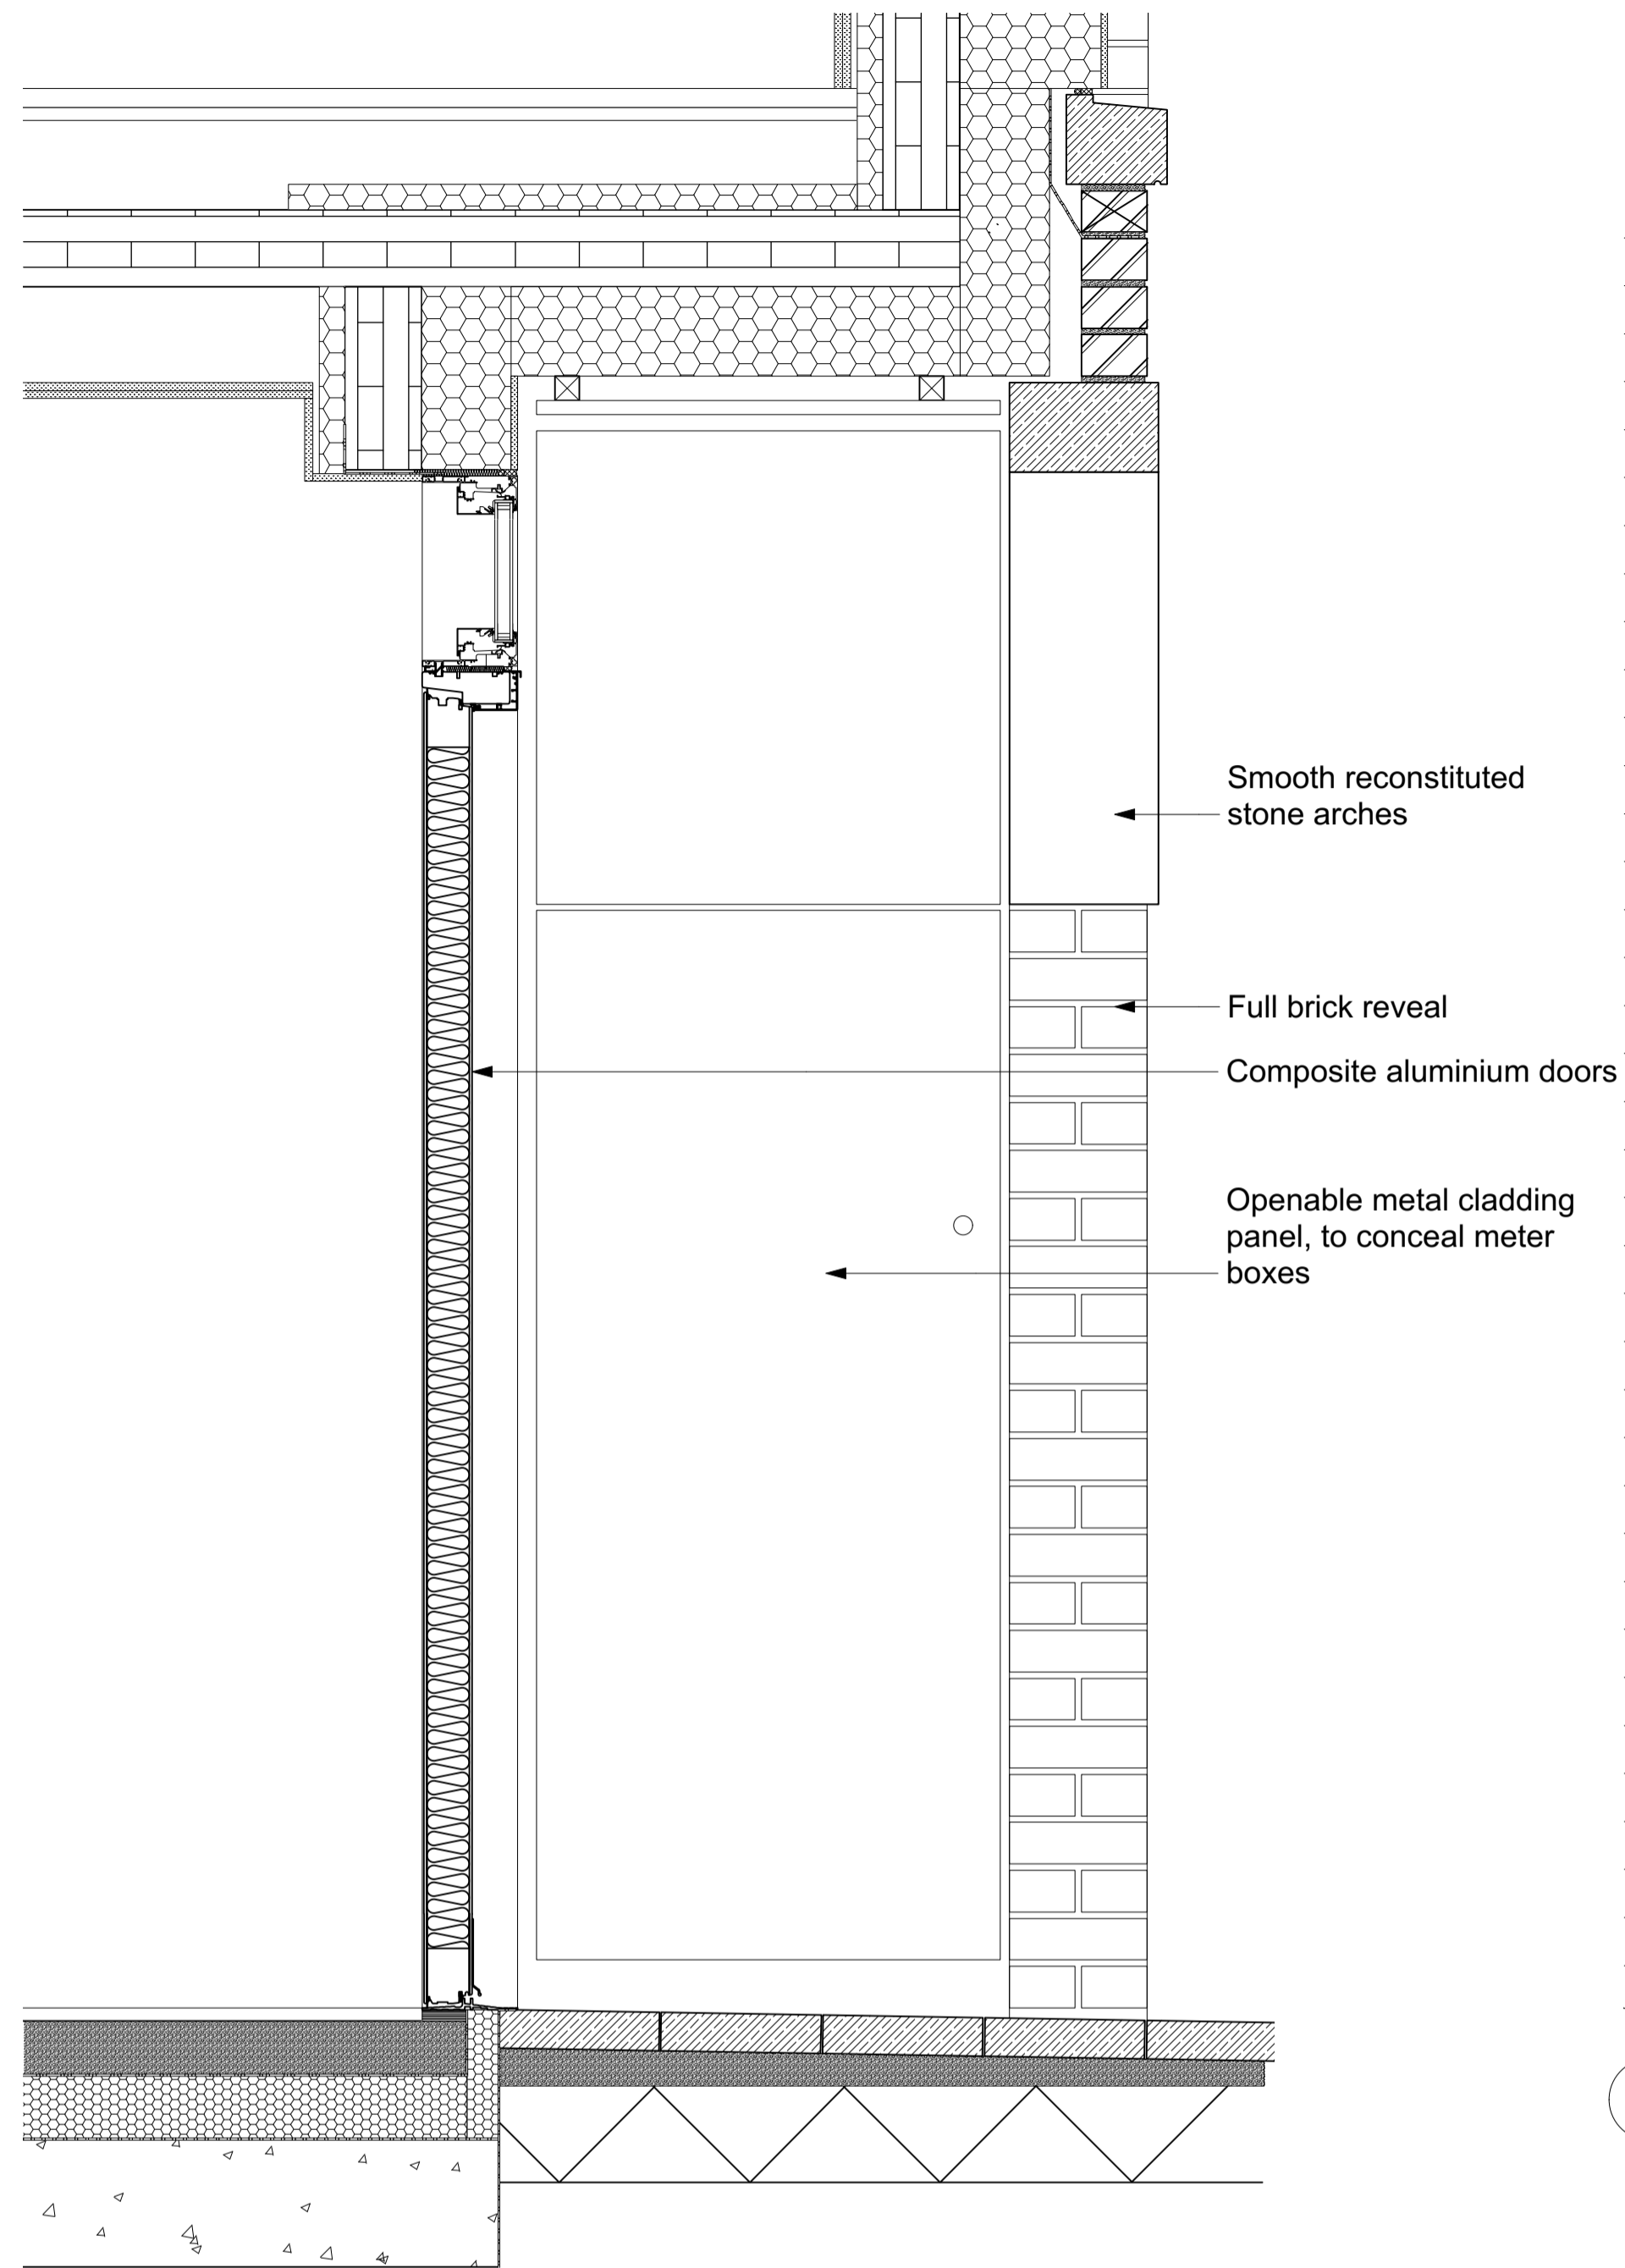 Smooth reconstituted
stone arches
Full brick reveal
Composite aluminium doors
Openable metal cladding
panel, to conceal meter
boxes